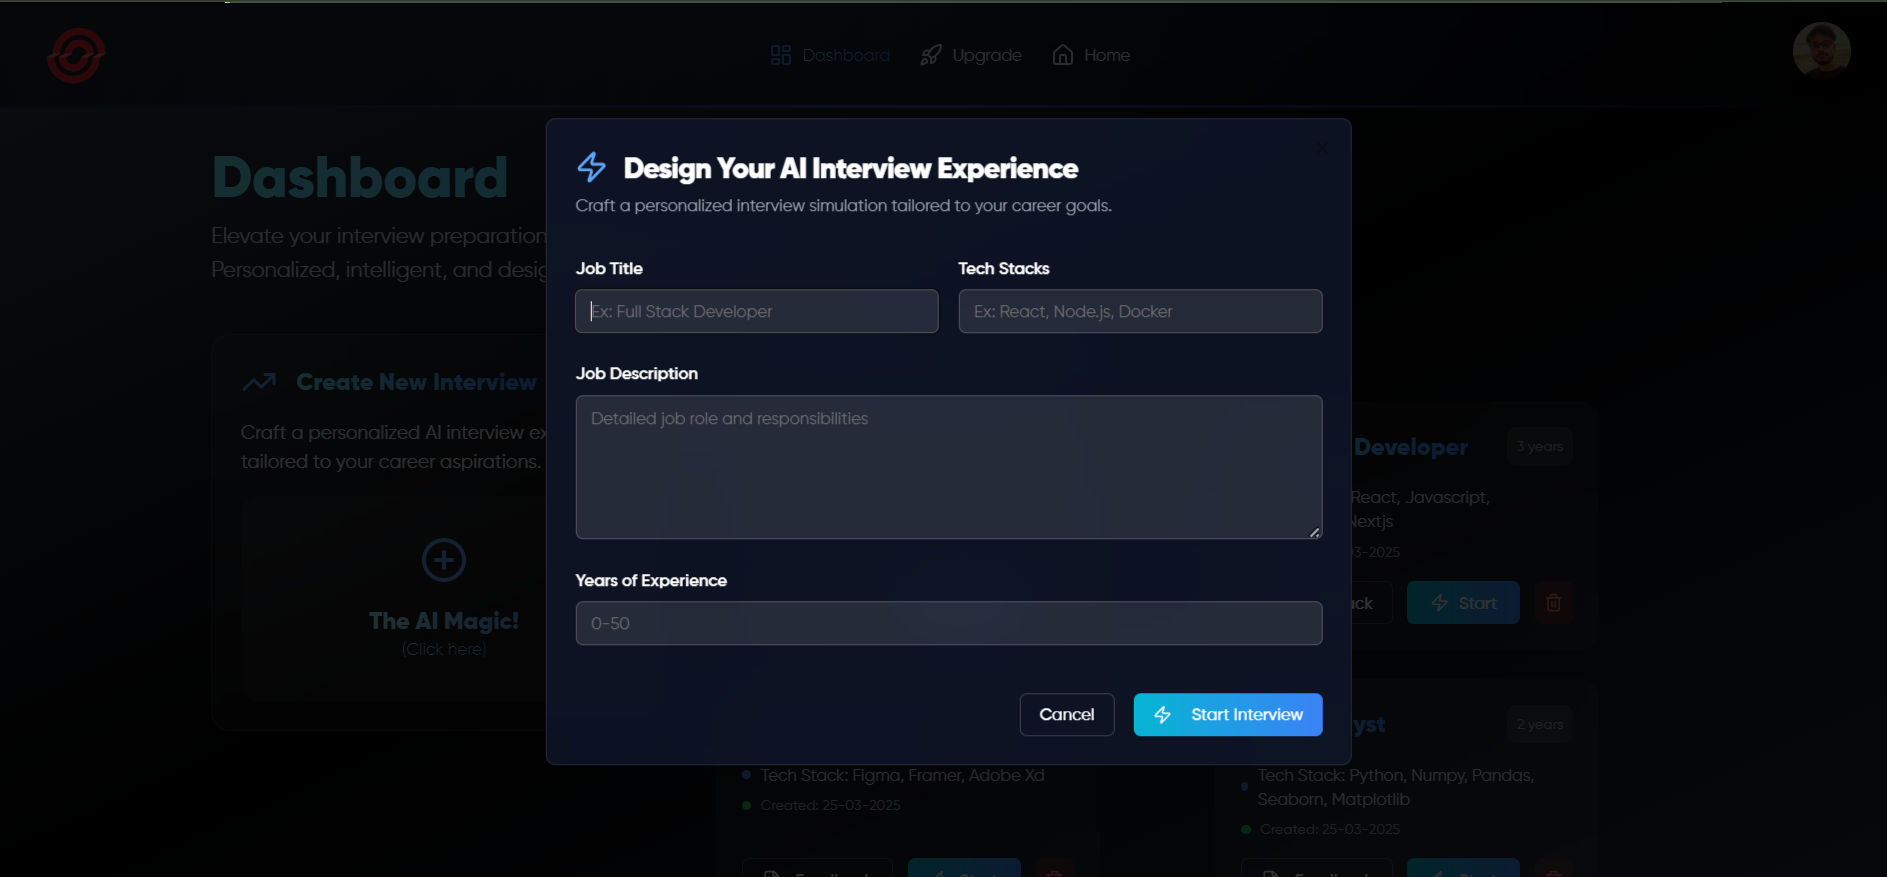 Dashboard
Upgrade
Home
Dashboard
Elevate your interview preparation
Personalized, intelligent, and
Create New Interview
Craft a personalized AI interview
tailored to your career aspirations.
The AI Magic!
(Click here)
Design Your AI Interview Experience
Craft a personalized interview simulation tailored to your career goals.
Job Title
Tech Stacks
Ex: Full Stack Developer
Ex: React, Node.js, Docker
Job Description
Detailed job role and responsibilities
Years of Experience
0-50
Cancel
Start Interview
Developer
3 years
React, Javascript,
Nextjs
03-2025
Start
2 years
Tech Stack: Figma, Framer, Adobe Xd
Created: 25-03-2025
Tech Stack: Python, Numpy, Pandas,
Seaborn, Matplotlib
Created: 25-03-2025